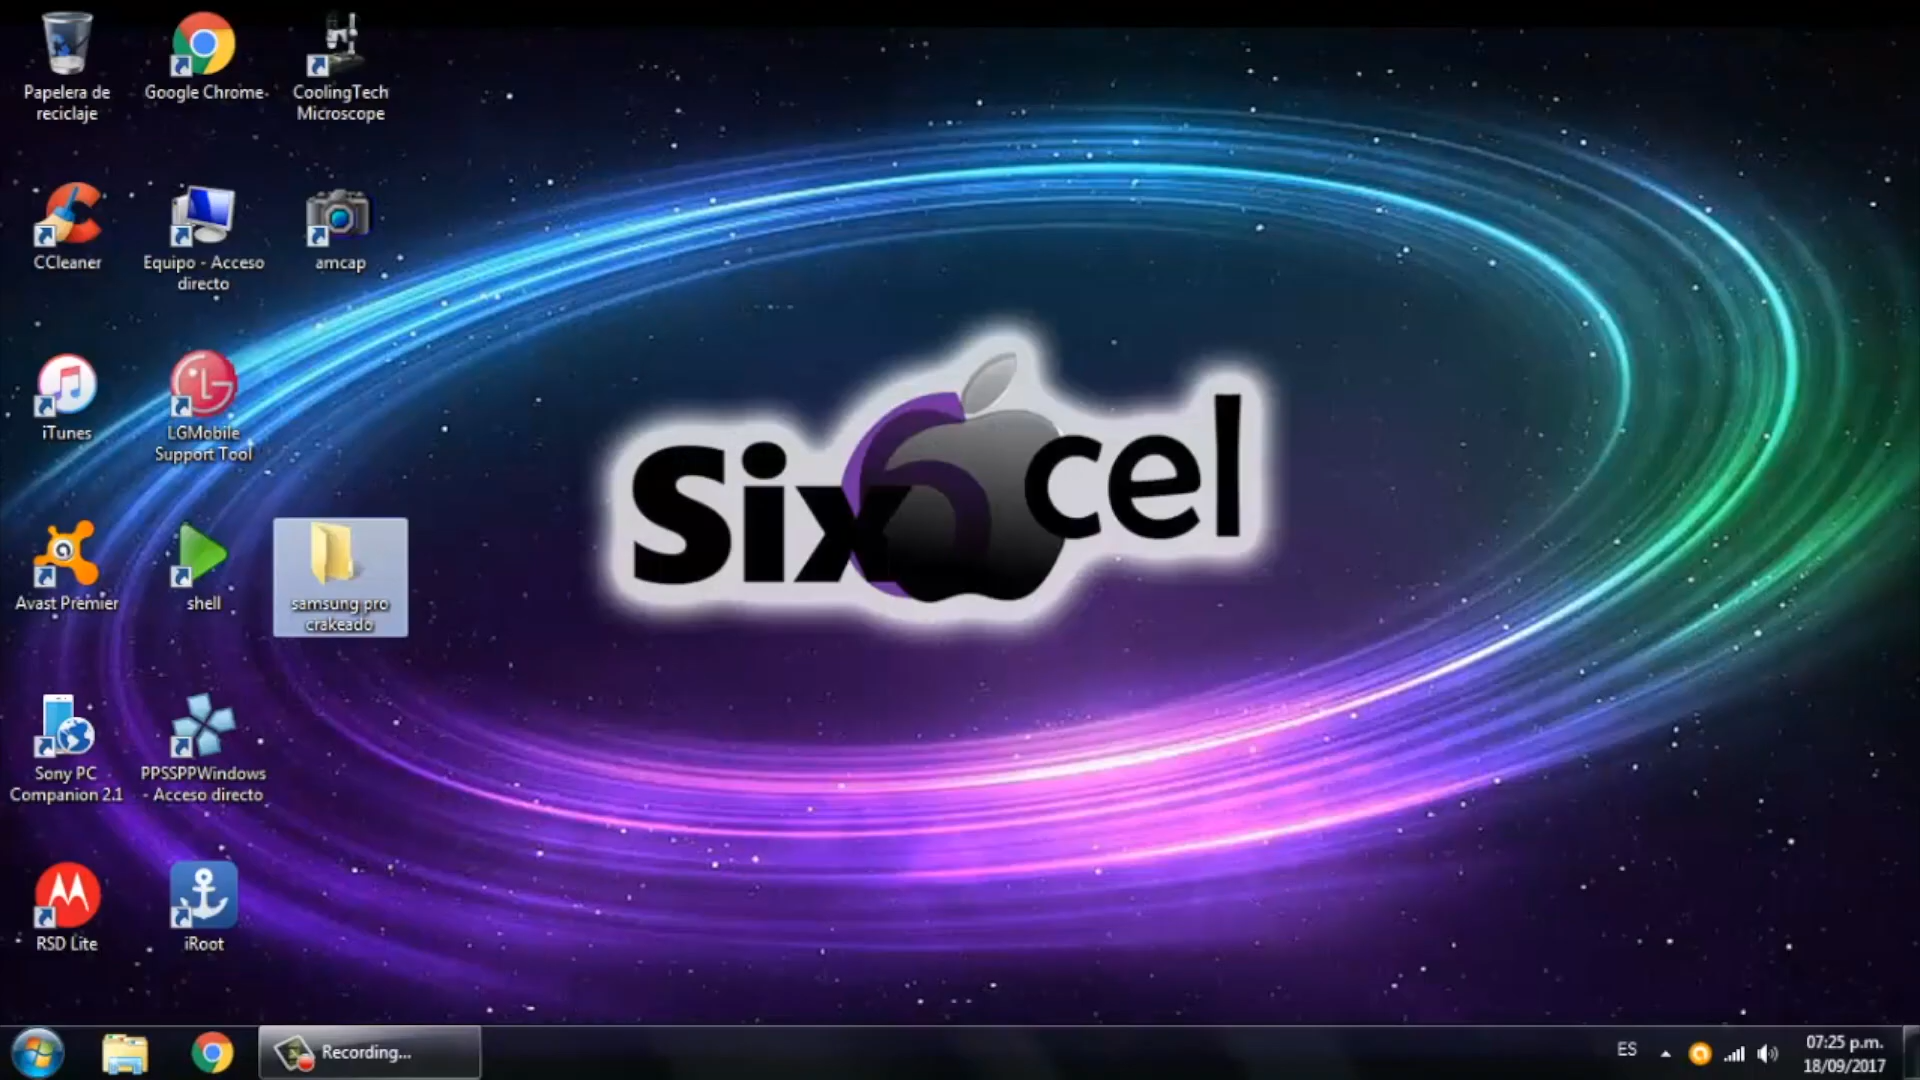 Papelera de
reciclaje
Google Chrome
CoolingTech
Microscope
CCleaner
Equipo - Acceso
directo
amcap
iTunes
LGMobile
Support Tool
Six6cel
Avast Premier
shell
samsung pro
crakeado
Sony PC
Companion 2.1
PPSSPPWindows
- Acceso directo
RSD Lite
iRoot
Recording...
ES
07:25 p.m.
18/09/2017